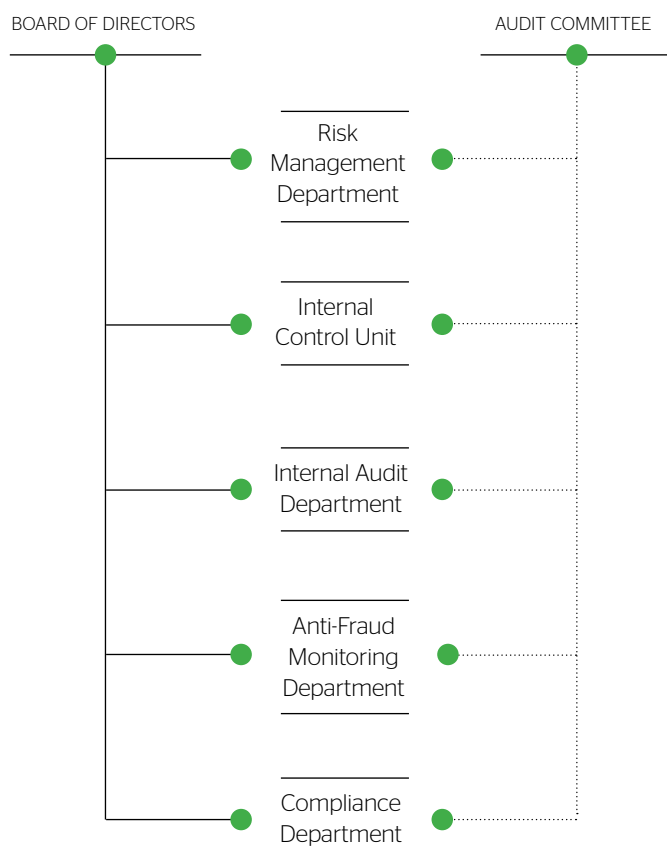 BOARD OF DIRECTORS
AUDIT COMMITTEE
Risk
Management
Department
Internal
Control Unit
Internal Audit
Department
Anti-Fraud
Monitoring
Department
Compliance
Department